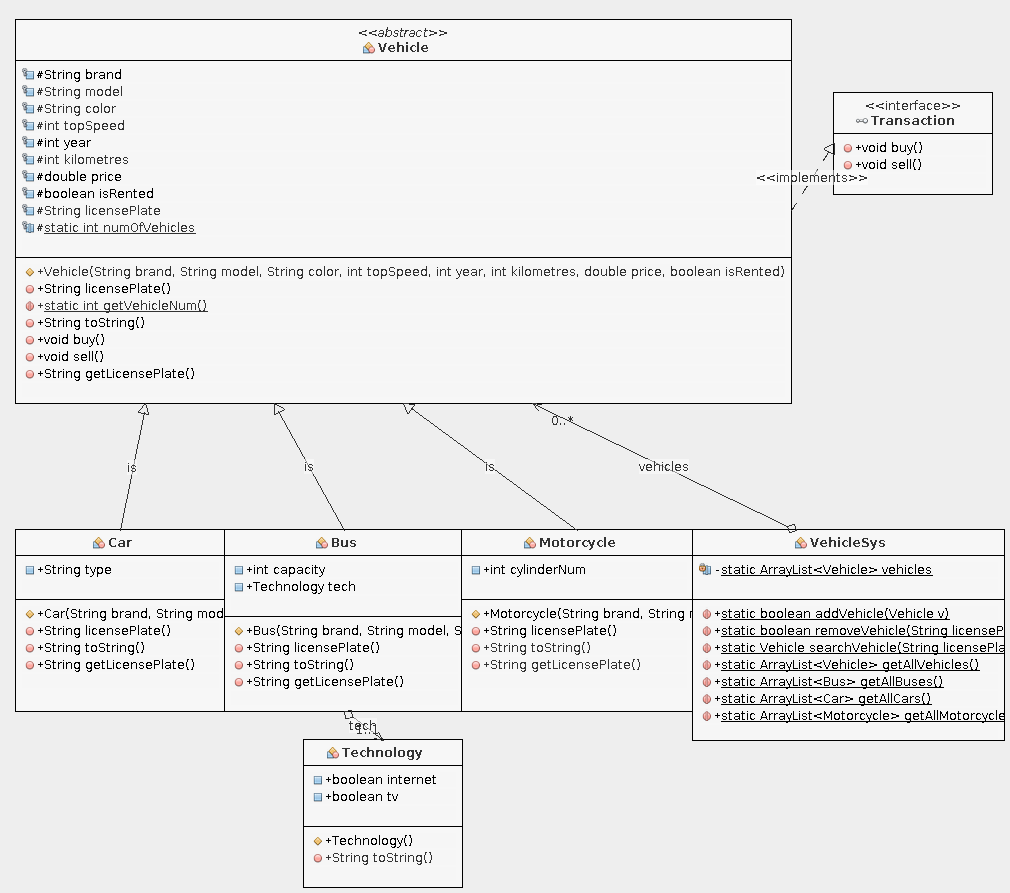 <<abstract>>
Vehicle
#String brand
#String model
#String color
#int topSpeed
#int year
#int kilometres
#double price
#boolean isRented
#String licensePlate
#static int numOfVehicles
+Vehicle(String brand, String model, String color, int topSpeed, int year, int kilometres, double price, boolean isRented)
+String licensePlate()
+static int getVehicleNum()
+String toString()
+void buy()
+void sell()
+String getLicensePlate()
<<interface>>
Transaction
+void buy()
+void sell()
<<implements>>
0..*
is
is
is
vehicles
Car
+String type
+Car(String brand, String mod
+String licensePlate()
+String toString()
+String getLicensePlate()
Bus
+int capacity
+Technology tech
+Bus(String brand, String model, S
+String licensePlate()
+String toString()
+String getLicensePlate()
Motorcycle
+int cylinderNum
+Motorcycle(String brand, String r
+String licensePlate()
+String toString()
+String getLicensePlate()
VehicleSys
-static ArrayList<Vehicle> vehicles
+static boolean addVehicle(Vehicle v)
+static boolean removeVehicle(String licenseP
+static Vehicle searchVehicle(String licensePla
+static ArrayList<Vehicle> getAllVehicles()
+static ArrayList<Bus> getAllBuses()
+static ArrayList<Car> getAllCars()
+static ArrayList<Motorcycle> getAllMotorcycle
tech
1..1
Technology
+boolean internet
+boolean tv
+Technology()
+String toString()